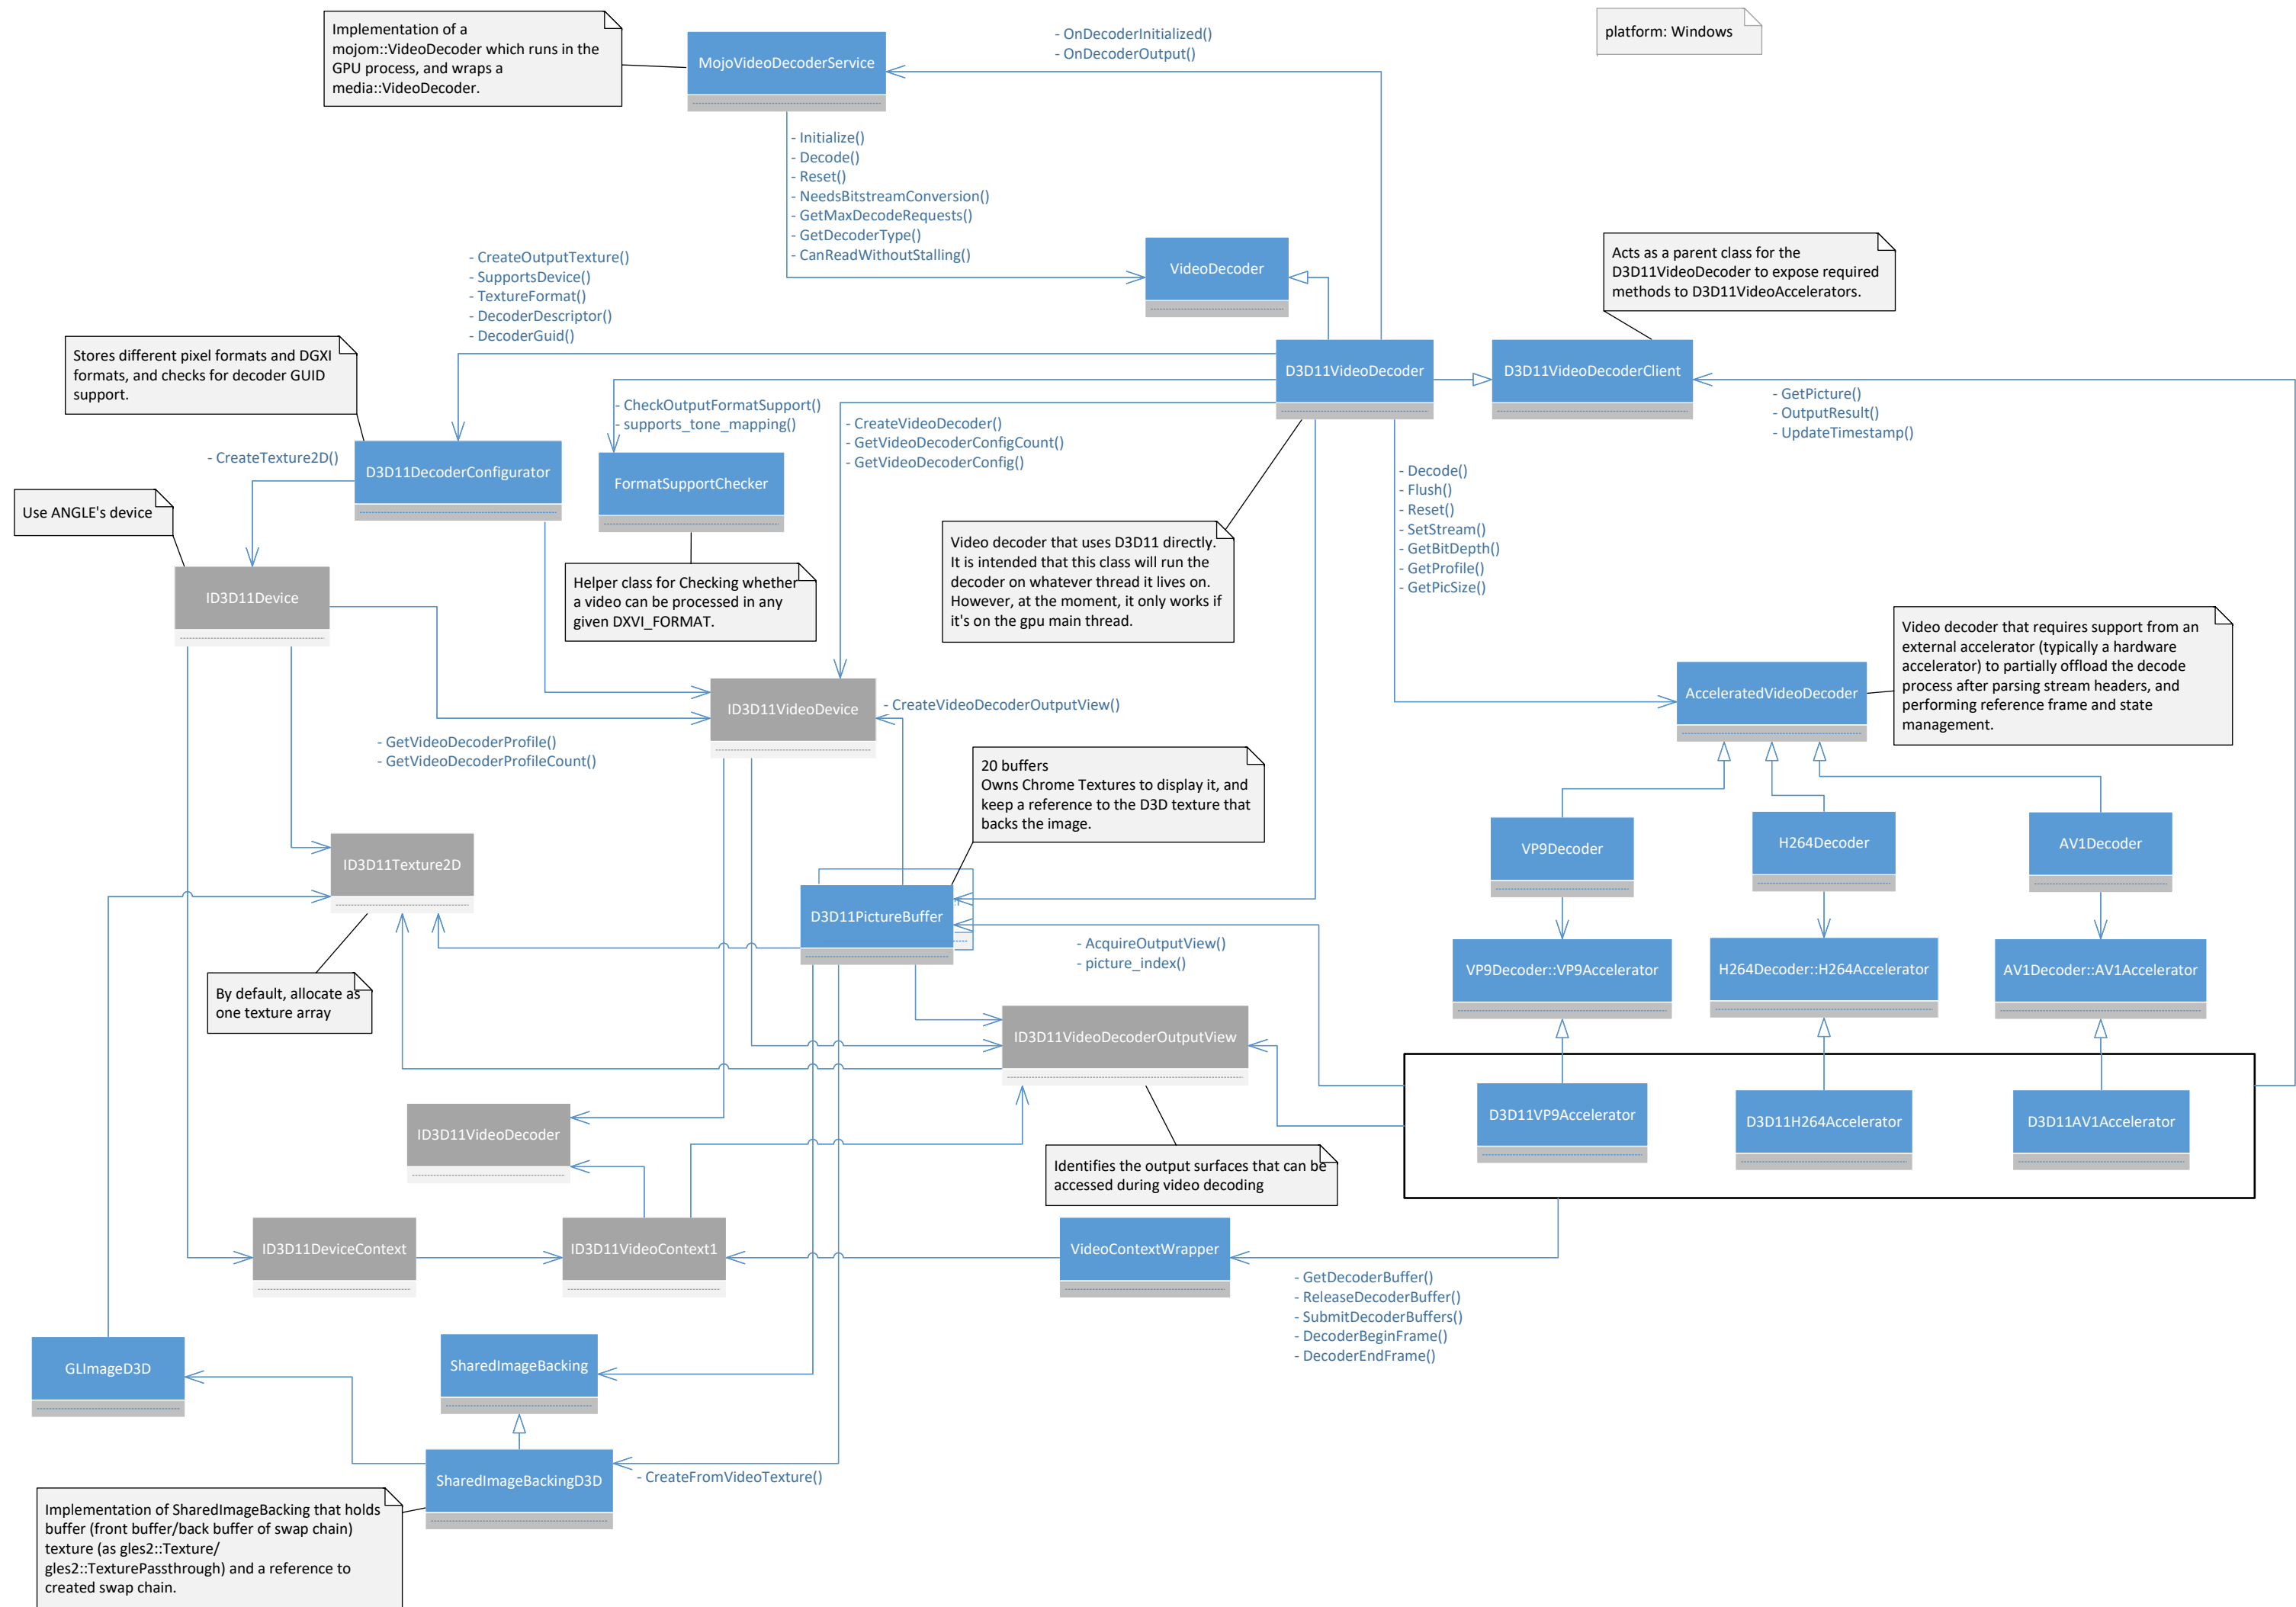 Implementation of a
mojom::VideoDecoder which runs in the
GPU process, and wraps a
media::VideoDecoder.
MojoVideoDecoderService
- OnDecoderInitialized()
- OnDecoderOutput()
platform: Windows
- Initialize()
- Decode()
- Reset()
- NeedsBitstreamConversion()
- GetMaxDecodeRequests()
- GetDecoderType()
- CanReadWithoutStalling()
VideoDecoder
Acts as a parent class for the
D3D11VideoDecoder to expose required
methods to D3D11VideoAccelerators.
- CreateOutputTexture()
- SupportsDevice()
- TextureFormat()
- DecoderDescriptor()
- DecoderGuid()
Stores different pixel formats and DGXI
formats, and checks for decoder GUID
support.
D3D11VideoDecoder
D3D11VideoDecoderClient
- GetPicture()
- OutputResult()
- UpdateTimestamp()
- CheckOutputFormatSupport()
- supports_tone_mapping()
- CreateVideoDecoder()
- GetVideoDecoderConfigCount()
- GetVideoDecoderConfig()
- CreateTexture2D()
D3D11DecoderConfigurator
FormatSupportChecker
- Decode()
- Flush()
- Reset()
- SetStream()
- GetBitDepth()
- GetProfile()
- GetPicSize()
Use ANGLE's device
Video decoder that uses D3D11 directly.
It is intended that this class will run the
decoder on whatever thread it lives on.
However, at the moment, it only works if
it's on the gpu main thread.
ID3D11Device
Helper class for Checking whether
a video can be processed in any
given DXVI_FORMAT.
Video decoder that requires support from an
external accelerator (typically a hardware
accelerator) to partially offload the decode
process after parsing stream headers, and
performing reference frame and state
management.
AcceleratedVideoDecoder
ID3D11VideoDevice
- CreateVideoDecoderOutputView()
- GetVideoDecoderProfile()
- GetVideoDecoderProfileCount()
20 buffers
Owns Chrome Textures to display it, and
keep a reference to the D3D texture that
backs the image.
ID3D11Texture2D
VP9Decoder
H264Decoder
AV1Decoder
D3D11PictureBuffer
- AcquireOutputView()
- picture_index()
VP9Decoder::VP9Accelerator
H264Decoder::H264Accelerator
AV1Decoder::AV1Accelerator
By default, allocate as
one texture array
ID3D11VideoDecoderOutputView
D3D11VP9Accelerator
D3D11H264Accelerator
D3D11AV1Accelerator
ID3D11VideoDecoder
Identifies the output surfaces that can be
accessed during video decoding
ID3D11DeviceContext
ID3D11VideoContext1
VideoContextWrapper
- GetDecoderBuffer()
- ReleaseDecoderBuffer()
- SubmitDecoderBuffers()
- DecoderBeginFrame()
- DecoderEndFrame()
GLImageD3D
SharedImageBacking
SharedImageBackingD3D
- CreateFromVideoTexture()
Implementation of SharedImageBacking that holds
buffer (front buffer/back buffer of swap chain)
texture (as gles2::Texture/
gles2::TexturePassthrough) and a reference to
created swap chain.